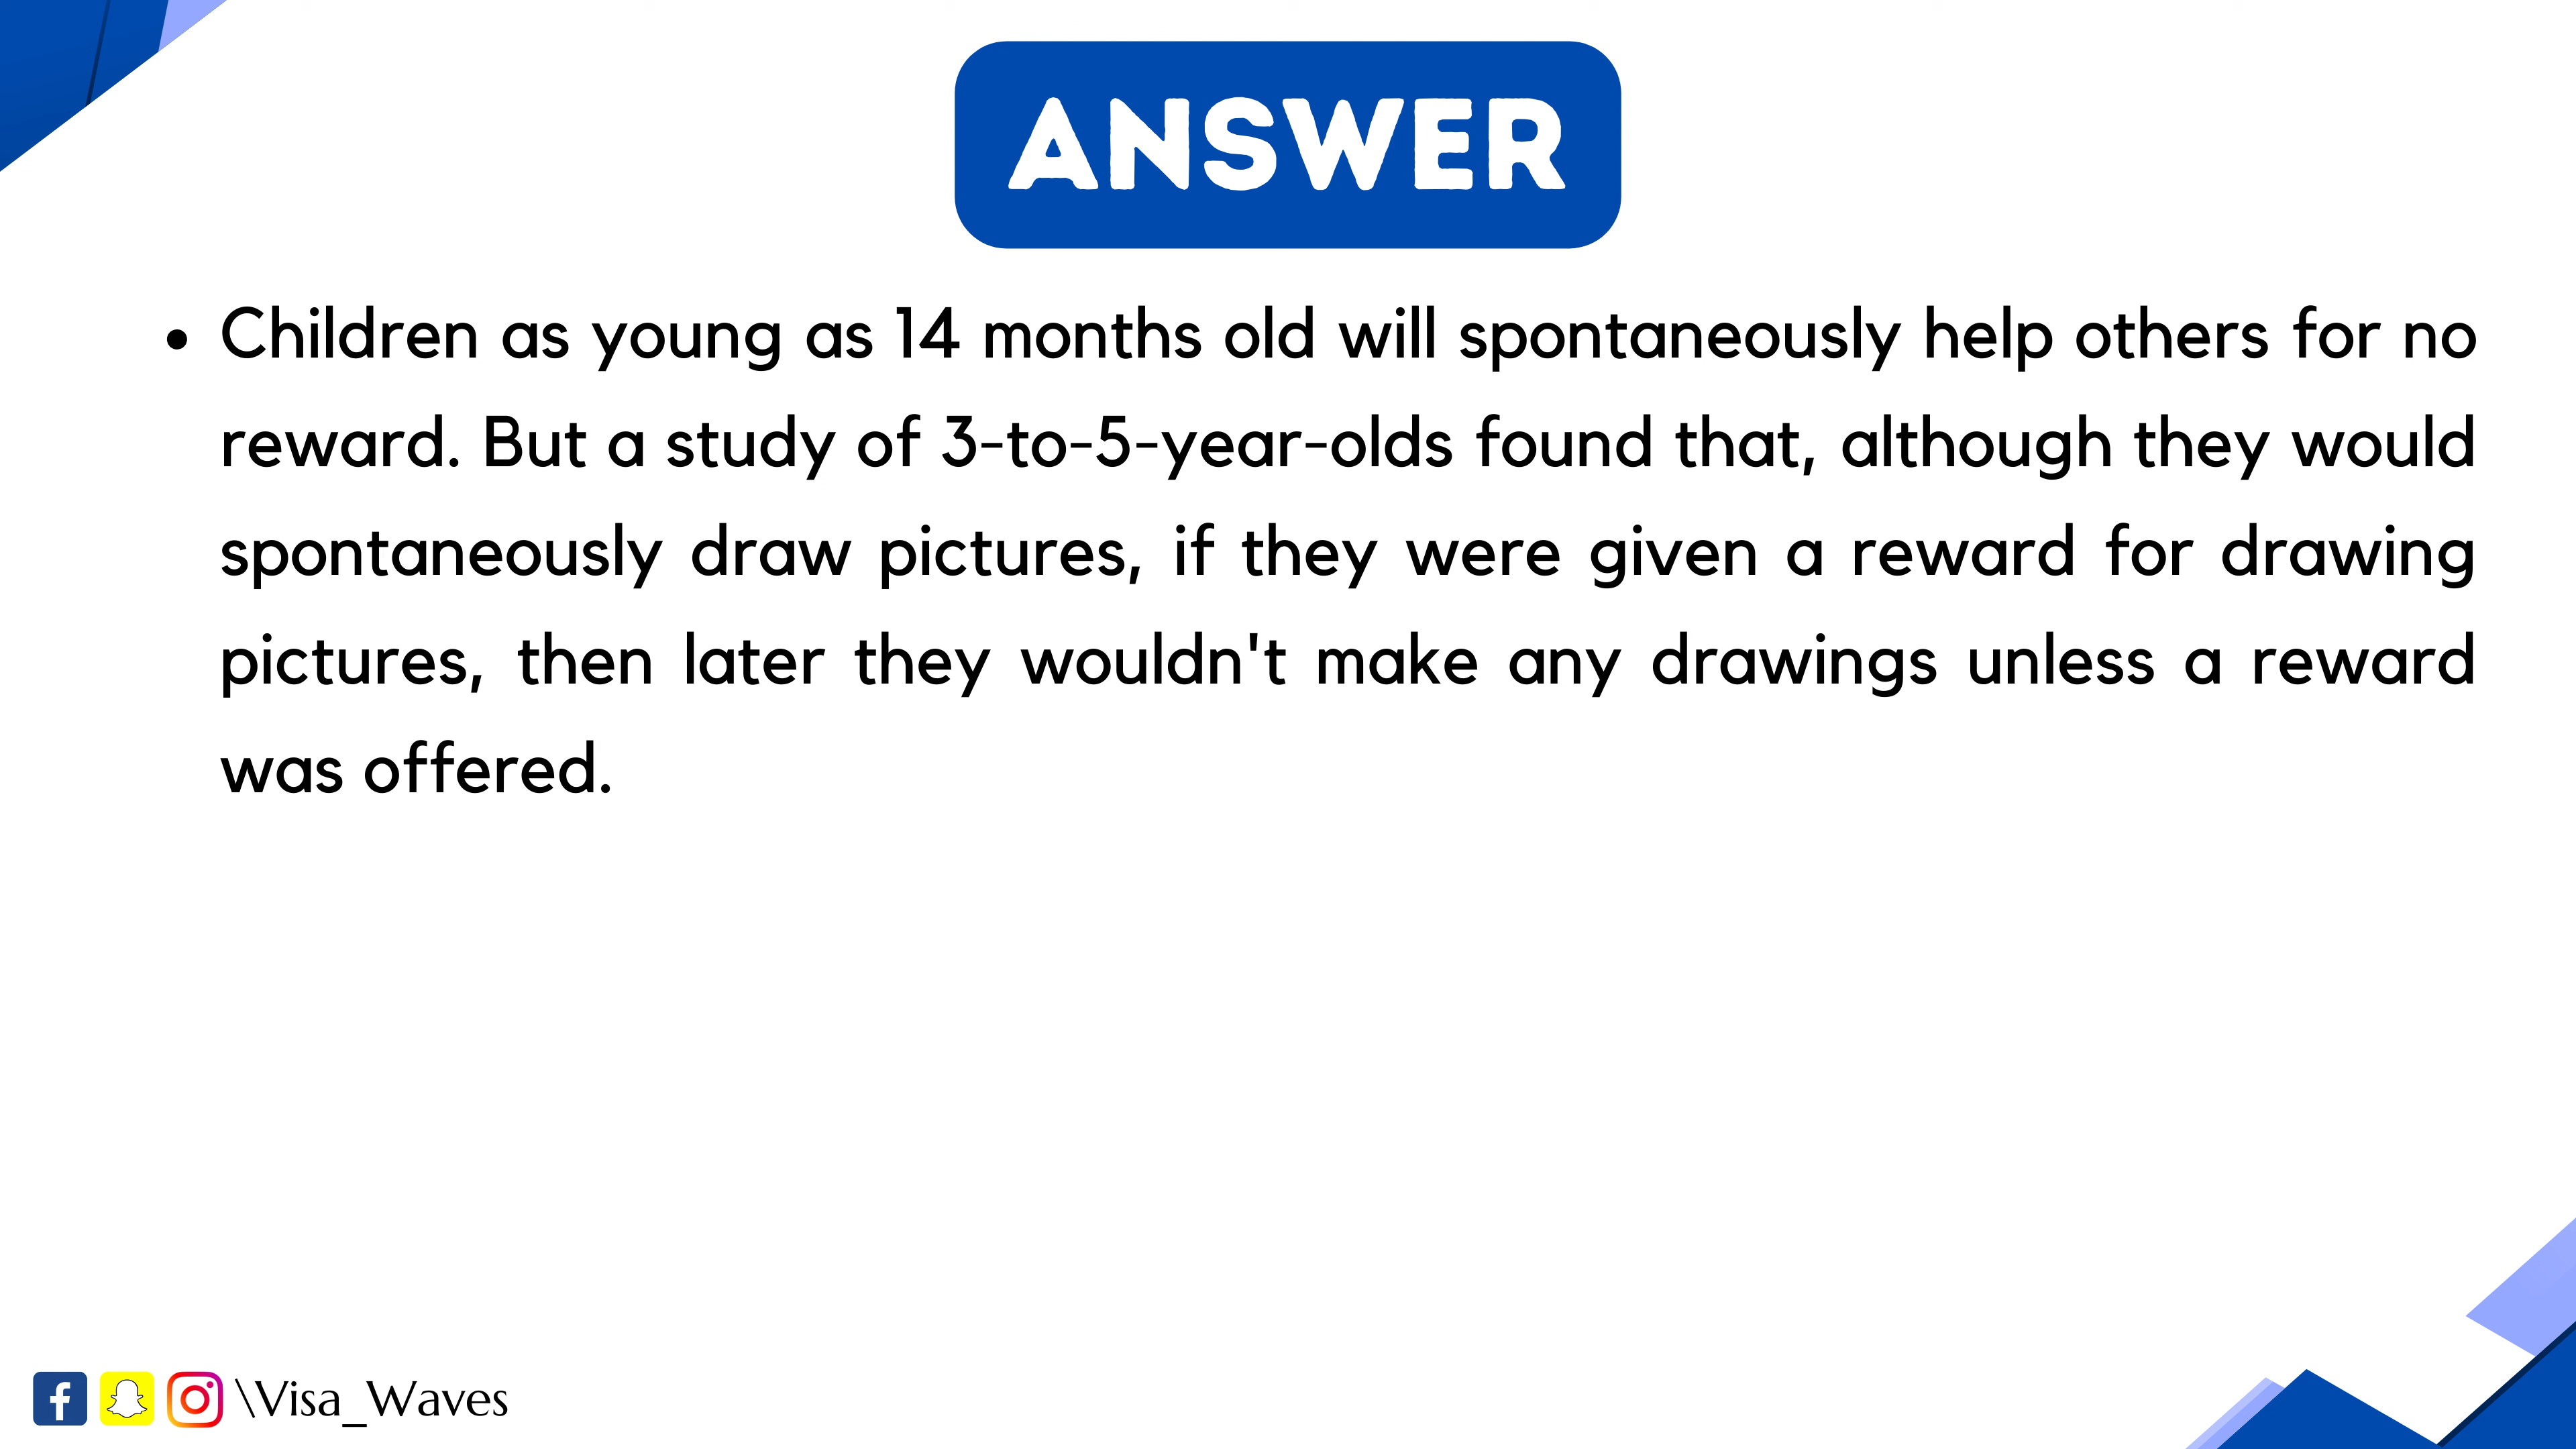 ANSWER
• Children as young as 14 months old will spontaneously help others for no
reward. But a study of 3-to-5-year-olds found that, although they would
spontaneously draw pictures, if they were given a reward for drawing
pictures, then later they wouldn't make any drawings unless a reward
was offered.
\Visa_Waves